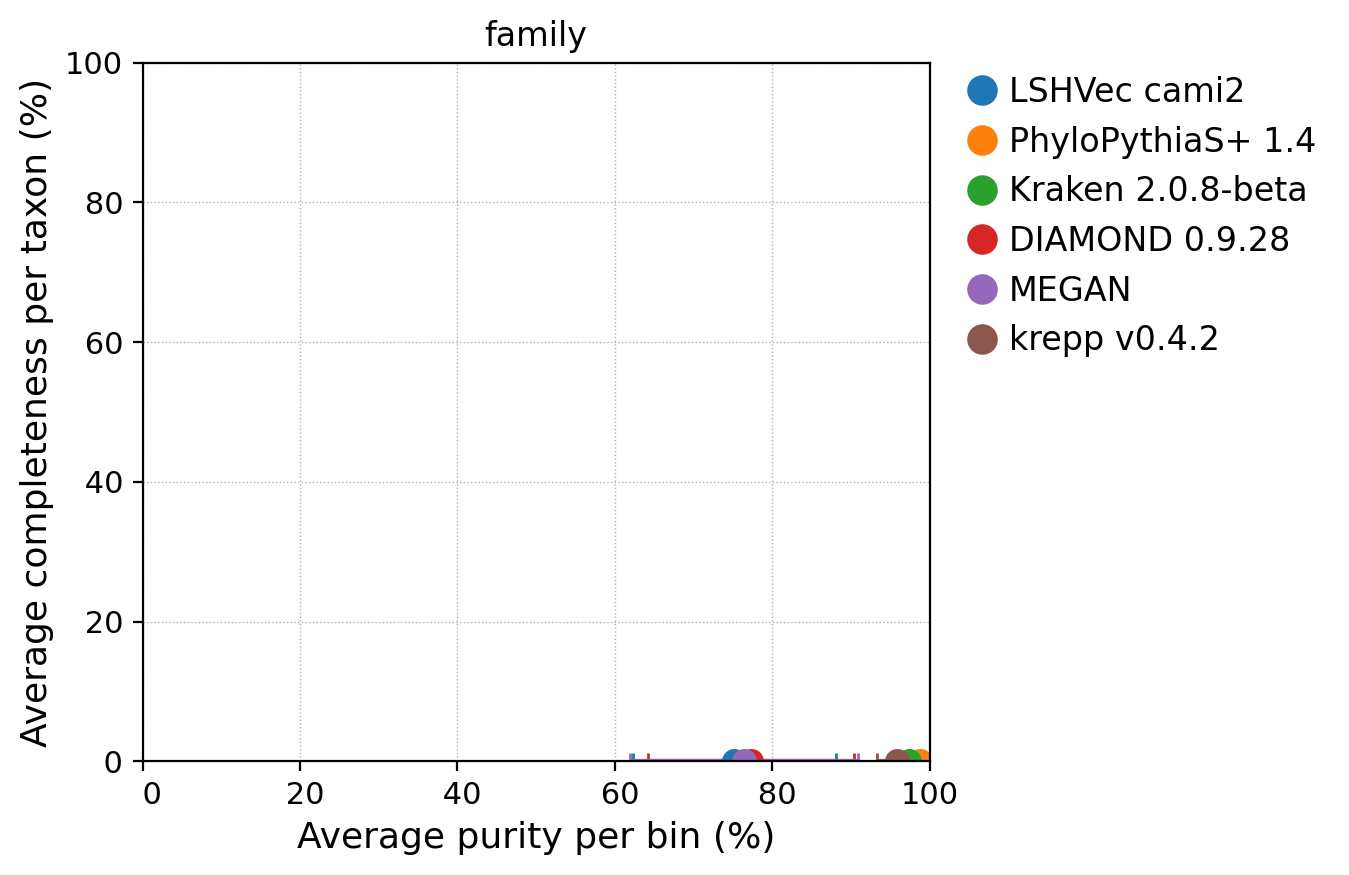 family
100
80
60
40
20
0
Average completeness per taxon (%)
0 20 40 60 80 100
Average purity per bin (%)
LSHVec cami2
PhyloPythiaS+ 1.4
Kraken 2.0.8-beta
DIAMOND 0.9.28
MEGAN
krepp v0.4.2